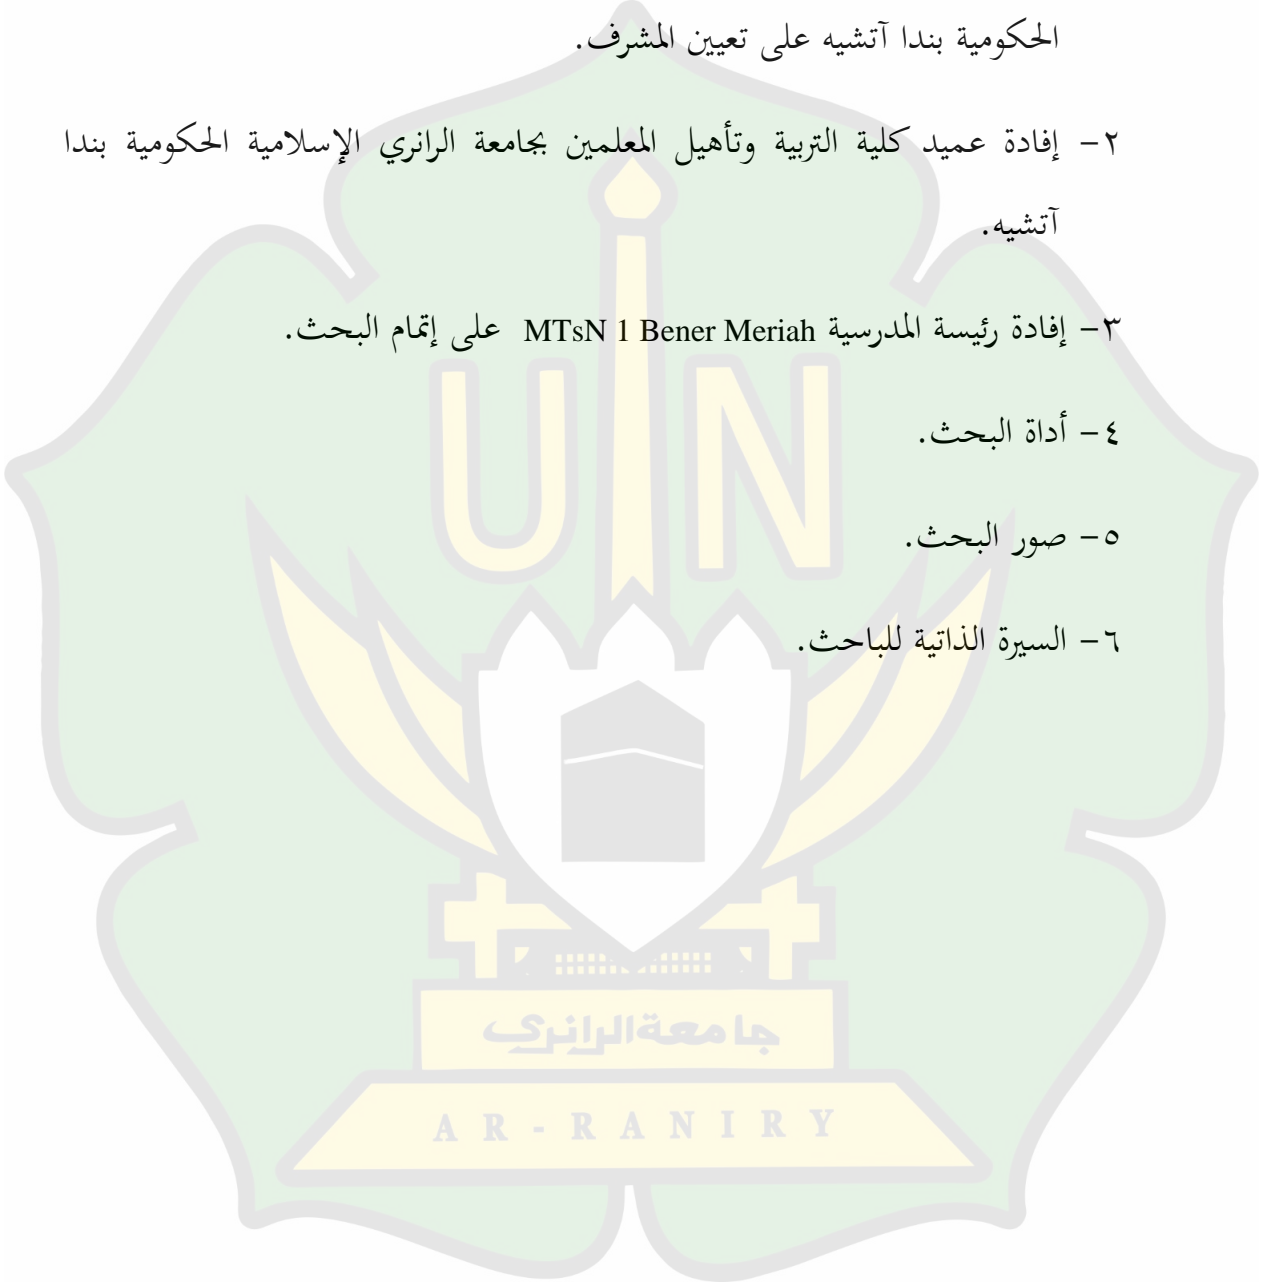 الحكومية بندا آتشيه على تعيين المشرف.
٢- إفادة عميد كلية التربية وتأهيل المعلمين بجامعة الرانري الإسلامية الحكومية بندا
آتشيه.
٣- إفادة رئيسة المدرسية MTsN 1 Bener Meriah على إتمام البحث.
٤- أداة البحث.
٥- صور البحث.
٦- السيرة الذاتية للباحث.
UIN
جامعةالرانري
AR-RANIRY